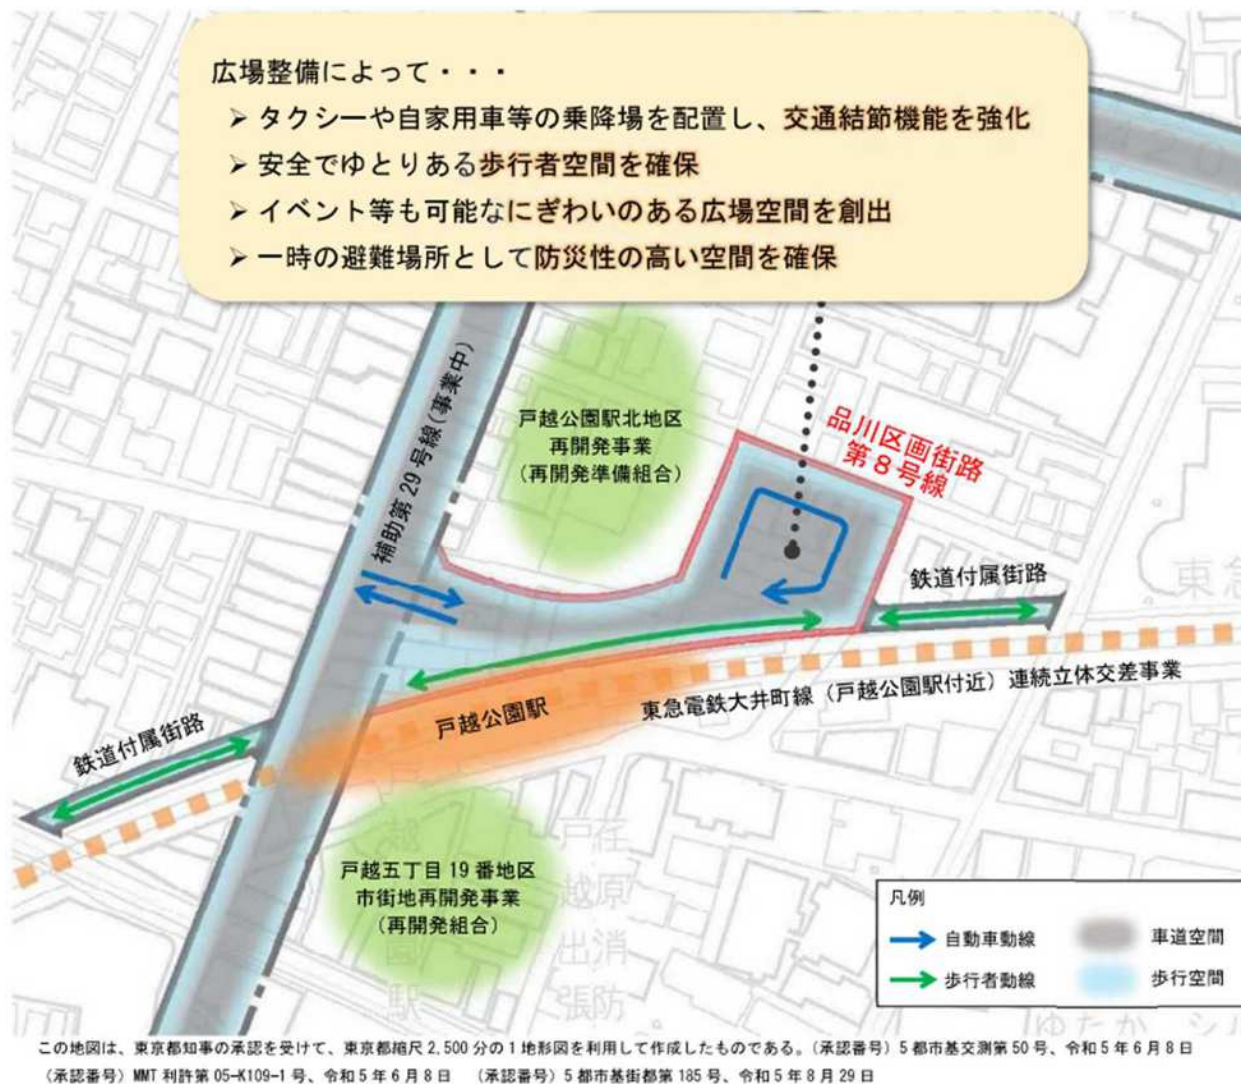 広場整備によって・・・
➢ タクシーや自家用車等の乗降場を配置し、交通結節機能を強化
➢ 安全でゆとりある歩行者空間を確保
➢ イベント等も可能なにぎわいのある広場空間を創出
➢ 一時の避難場所として防災性の高い空間を確保
補助第29号線(事業中)
戸越公園駅北地区
再開発事業
(再開発準備組合)
品川区画街路
第8号線
鉄道付属街路
東急
東急電鉄大井町線(戸越公園駅付近)連続立体交差事業
戸越公園駅
鉄道付属街路
戸越五丁目19番地区
市街地再開発事業
(再開発組合)
凡例
自動車動線
車道空間
歩行者動線
歩行空間
この地図は、東京都知事の承認を受けて、東京都縮尺2,500分の1地形図を利用して作成したものである。(承認番号)5都市基交測第50号、令和5年6月8日
(承認番号)MMT利許第05-K109-1号、令和5年6月8日 (承認番号)5都市基街都第185号、令和5年8月29日